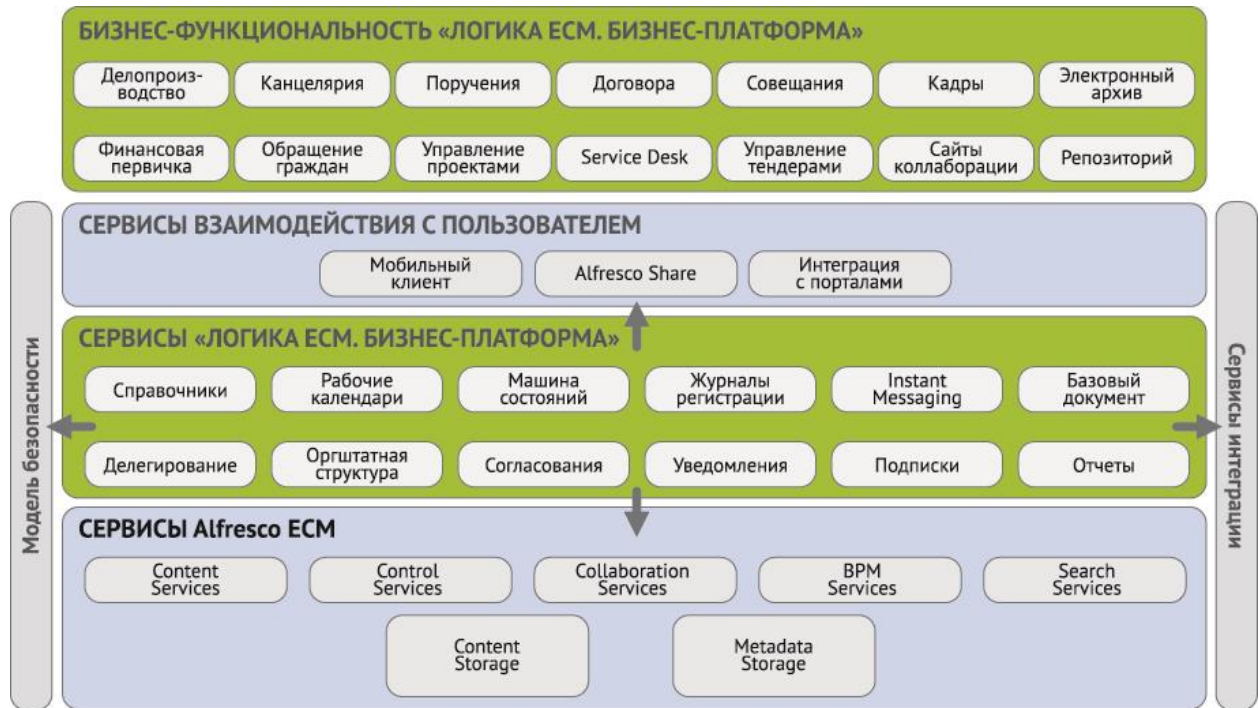 БИЗНЕС-ФУНКЦИОНАЛЬНОСТЬ «ЛОГИКА ECM. БИЗНЕС-ПЛАТФОРМА»
Делопроиз-
водство
Канцелярия
Поручения
Договора
Совещания
Кадры
Электронный
архив
Финансовая
первичка
Обращение
граждан
Управление
проектами
Service Desk
Управление
тендерами
Сайты
коллаборации
Репозиторий
Модель безопасности
СЕРВИСЫ ВЗАИМОДЕЙСТВИЯ С ПОЛЬЗОВАТЕЛЕМ
Мобильный
клиент
Alfresco Share
Интеграция
с порталами
СЕРВИСЫ «ЛОГИКА ECM. БИЗНЕС-ПЛАТФОРМА»
Справочники
Рабочие
календари
Машина
состояний
Журналы
регистрации
Instant
Messaging
Базовый
документ
Делегирование
Оргштатная
структура
Согласования
Уведомления
Подписки
Отчеты
СЕРВИСЫ Alfresco ECM
Content
Services
Control
Services
Collaboration
Services
BPM
Services
Search
Services
Content
Storage
Metadata
Storage
Сервисы интеграции